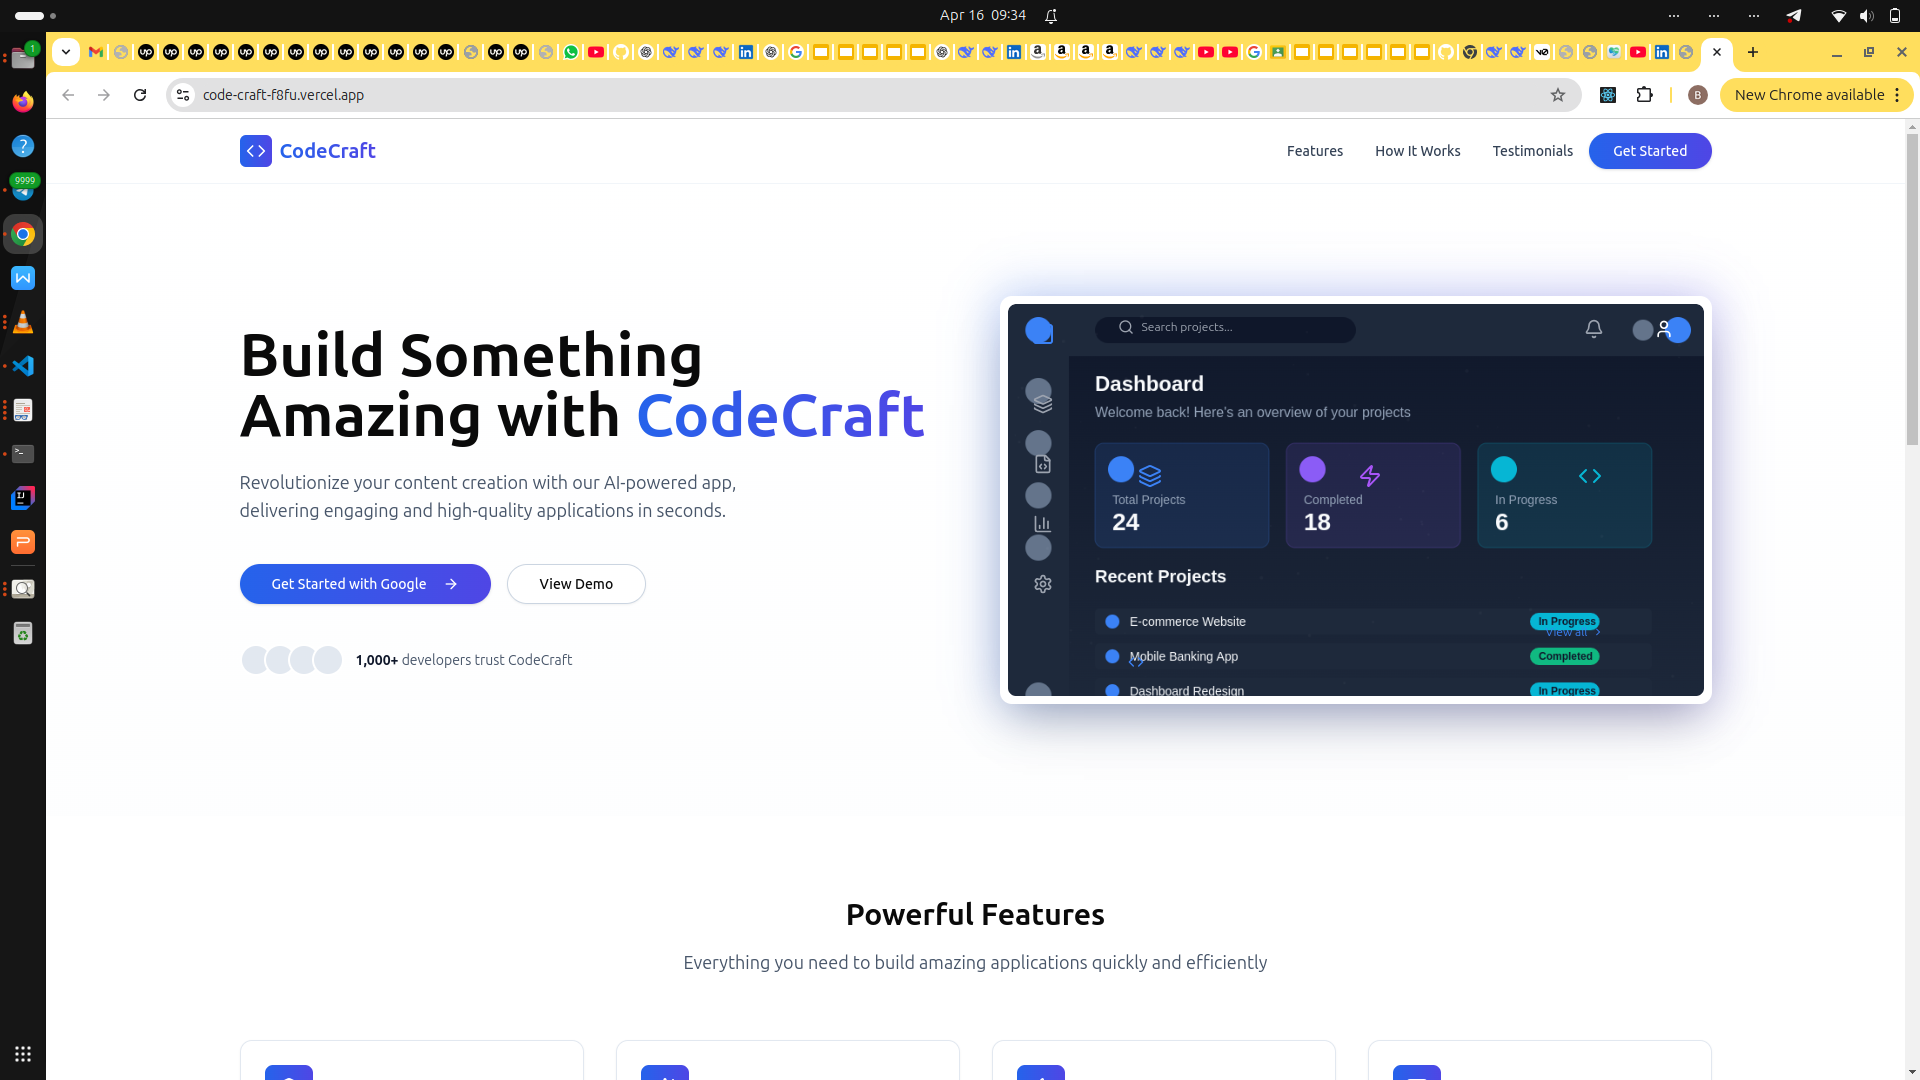 Apr 16 09:34
1
9999
code-craft-f8fu.vercel.app
B
New Chrome available
CodeCraft
Features
How It Works
Testimonials
Get Started
Build Something
Amazing with CodeCraft
Revolutionize your content creation with our AI-powered app,
delivering engaging and high-quality applications in seconds.
Get Started with Google
View Demo
1,000+ developers trust CodeCraft
Search projects...
Dashboard
Welcome back! Here's an overview of your projects
Total Projects
24
Completed
18
In Progress
6
Recent Projects
E-commerce Website
In Progress
View all
Mobile Banking App
Completed
Dashboard Redesign
In Progress
Powerful Features
Everything you need to build amazing applications quickly and efficiently